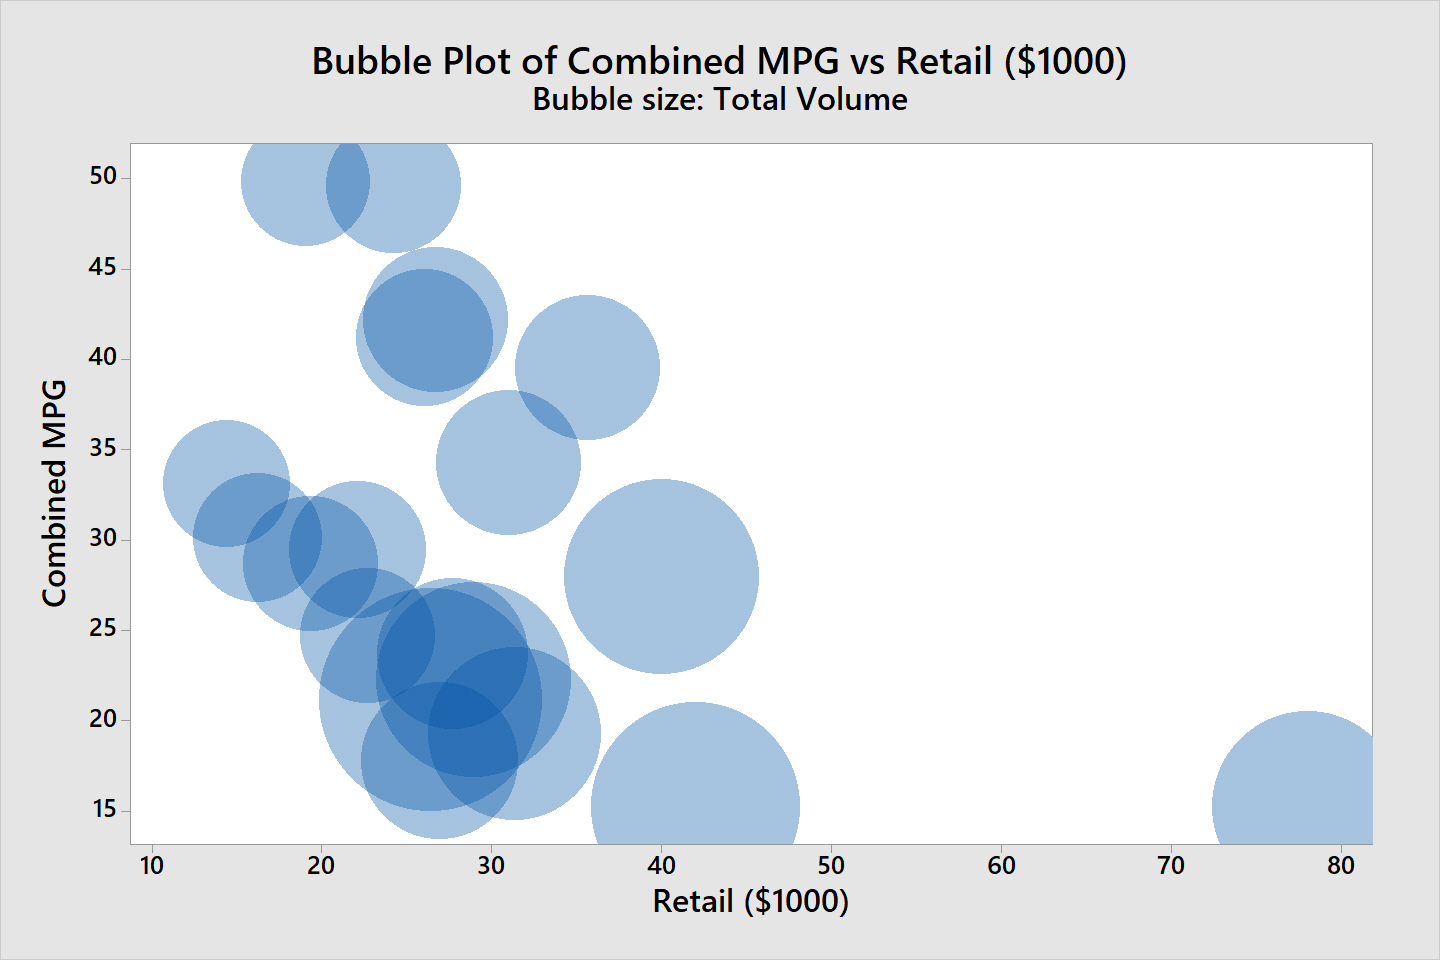 Bubble Plot of Combined MPG vs Retail ($1000)
Bubble size: Total Volume
Combined MPG
50
45
40
35
30
25
20
15
10 20 30 40 50 60 70 80
Retail ($1000)